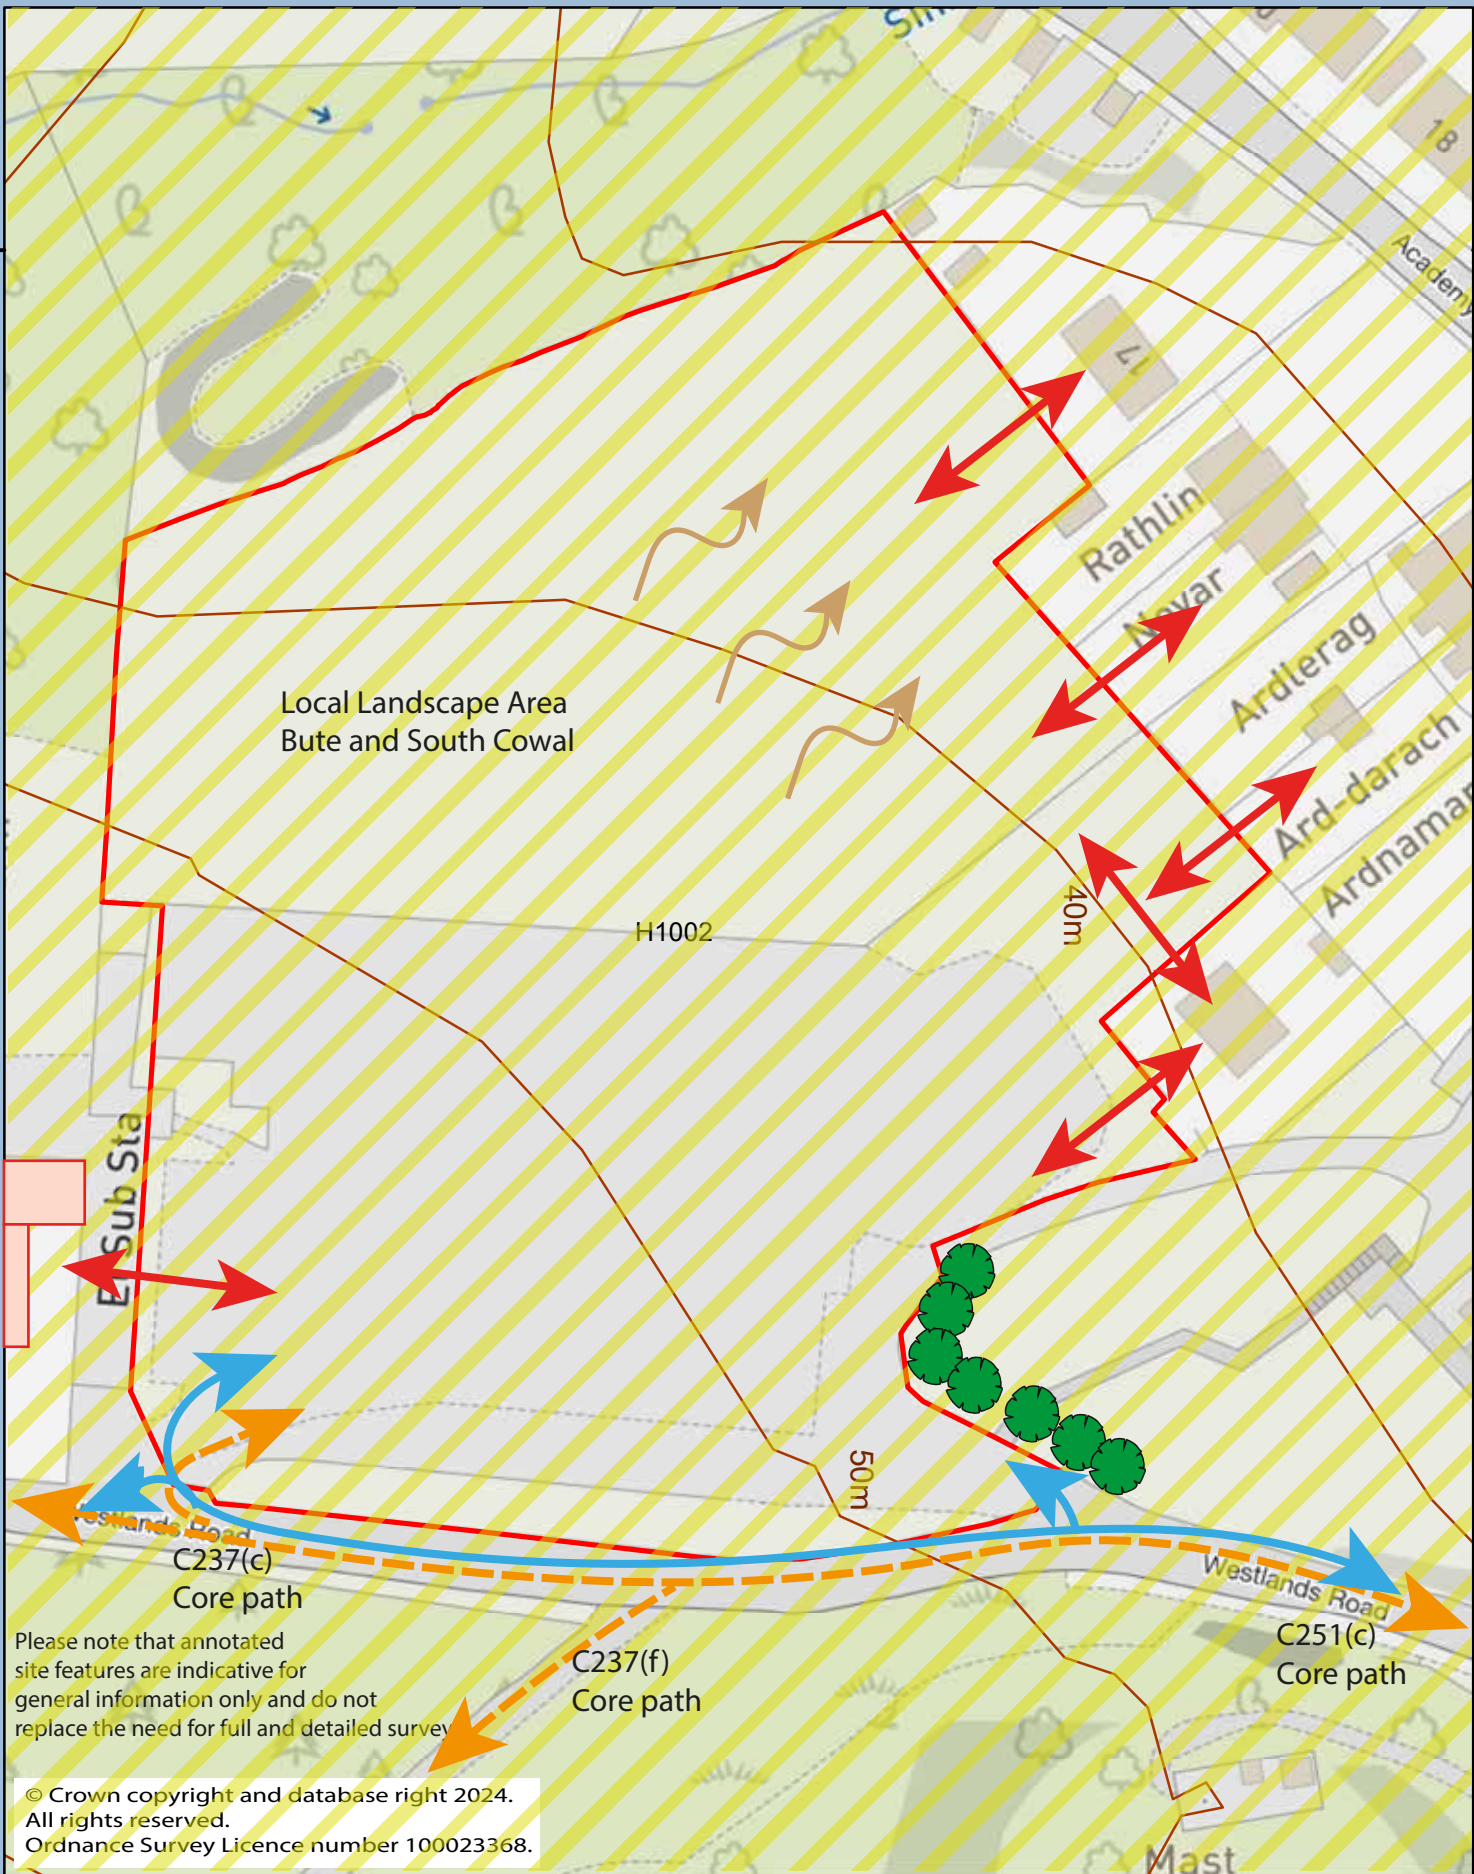 18
Academy
17
Rathlin
Novar
Ardlerag
Ard-darach
Local Landscape Area
Bute and South Cowal
H1002
40m
El Sub Sta
50m
Westlands Road
C237(c)
Core path
Westlands Road
C251(c)
Core path
C237(f)
Core path
Please note that annotated
site features are indicative for
general information only and do not
replace the need for full and detailed survey
© Crown copyright and database right 2024.
All rights reserved.
Ordnance Survey Licence number 100023368.
Mast